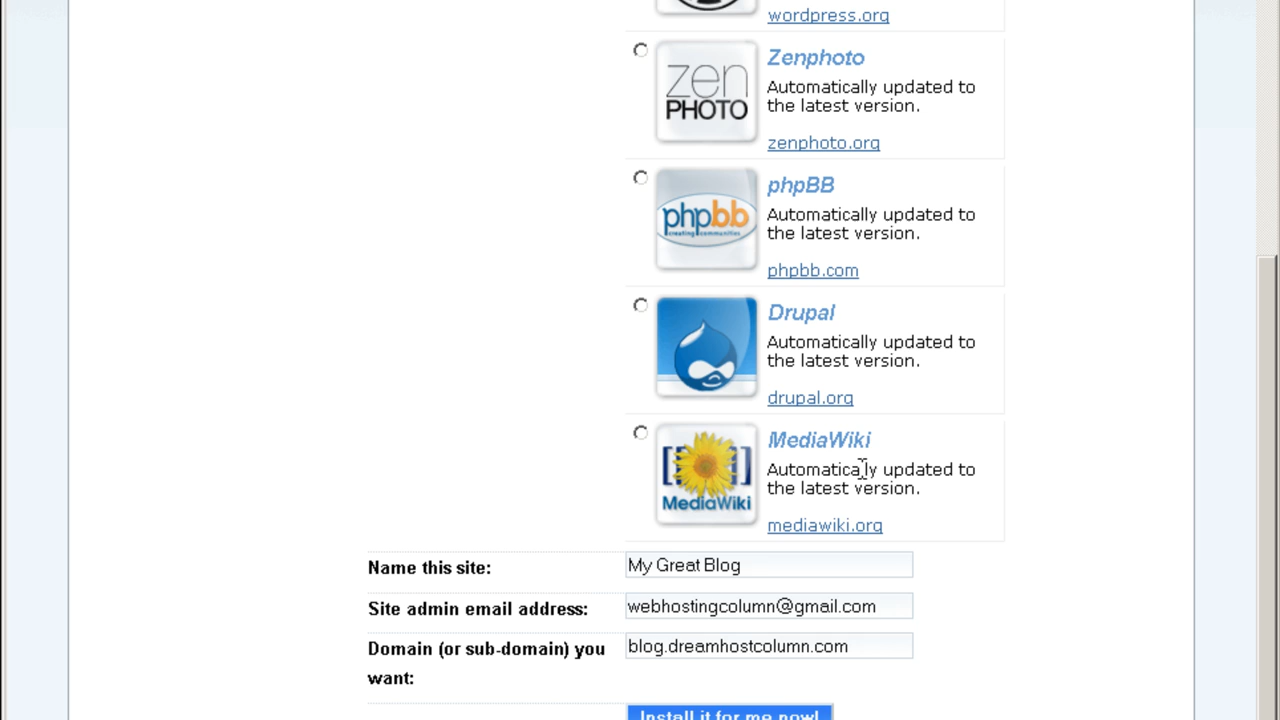 wordpress.org
zen
PHOTO
Zenphoto
Automatically updated to
the latest version.
zenphoto.org
phpbb
creating communities
phpBB
Automatically updated to
the latest version.
phpbb.com
Drupal
Automatically updated to
the latest version.
drupal.org
[[ ]]
MediaWiki
MediaWiki
Automatically updated to
the latest version.
mediawiki.org
Name this site: My Great Blog
Site admin email address: webhostingcolumn@gmail.com
Domain (or sub-domain) you blog.dreamhostcolumn.com
want:
Install it for me now!